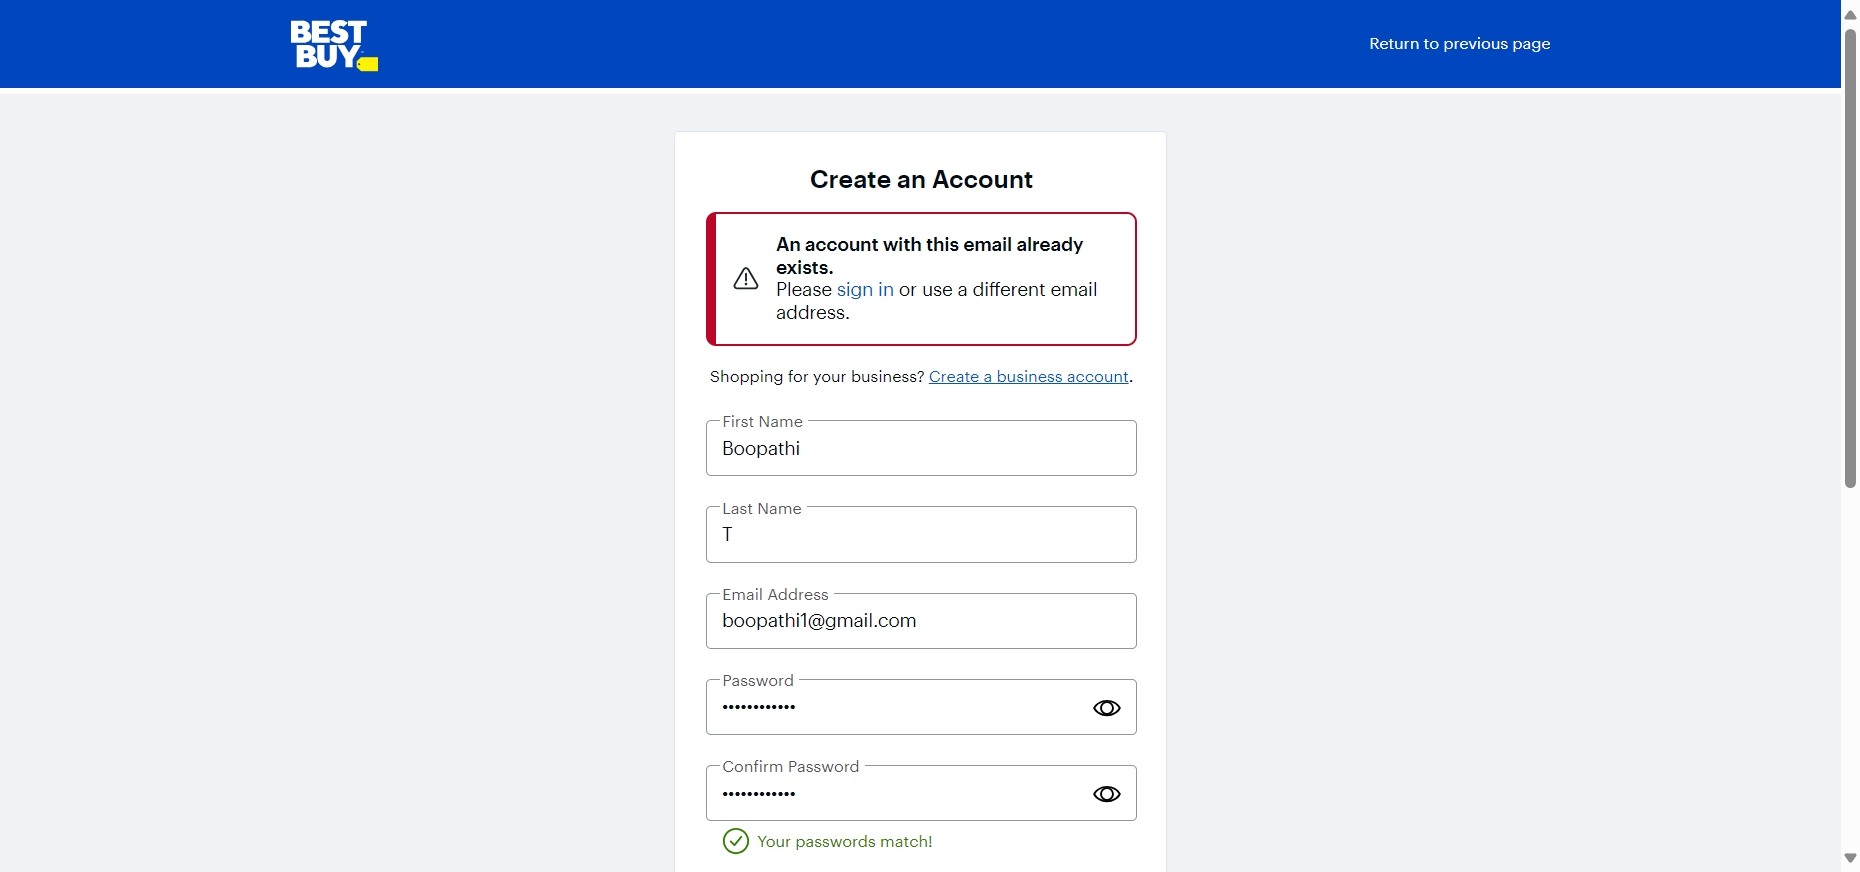 BEST
BUY
Return to previous page
Create an Account
An account with this email already
exists.
Please sign in or use a different email
address.
Shopping for your business? Create a business account.
First Name
Boopathi
Last Name
T
Email Address
boopathi1@gmail.com
Password
••••••••••••
Confirm Password
••••••••••••
Your passwords match!